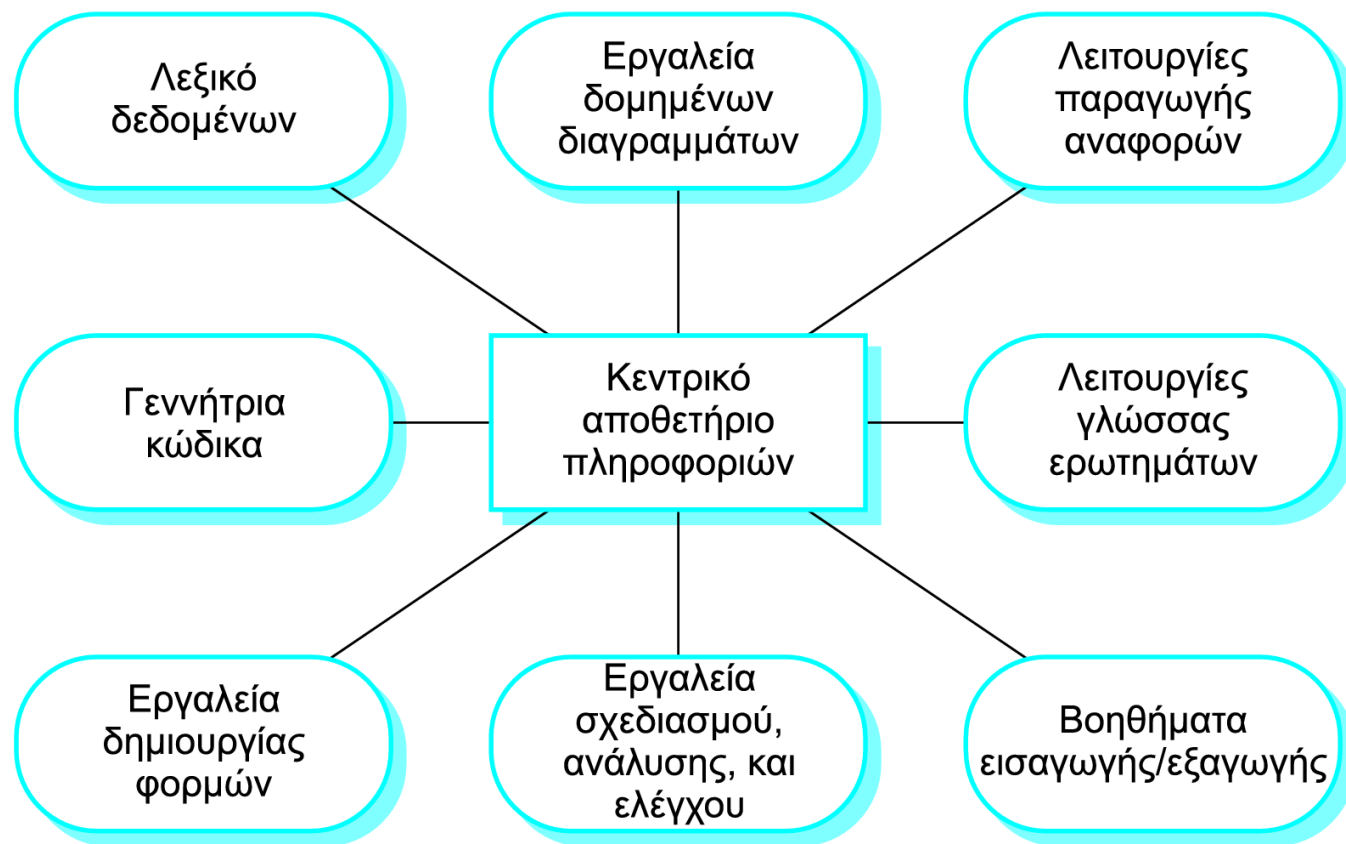 Λεξικό
δεδομένων
Εργαλεία
δομημένων
διαγραμμάτων
Λειτουργίες
παραγωγής
αναφορών
Γεννήτρια
κώδικα
Κεντρικό
αποθετήριο
πληροφοριών
Λειτουργίες
γλώσσας
ερωτημάτων
Εργαλεία
δημιουργίας
φορμών
Εργαλεία
σχεδιασμού,
ανάλυσης, και
ελέγχου
Βοηθήματα
εισαγωγής/εξαγωγής